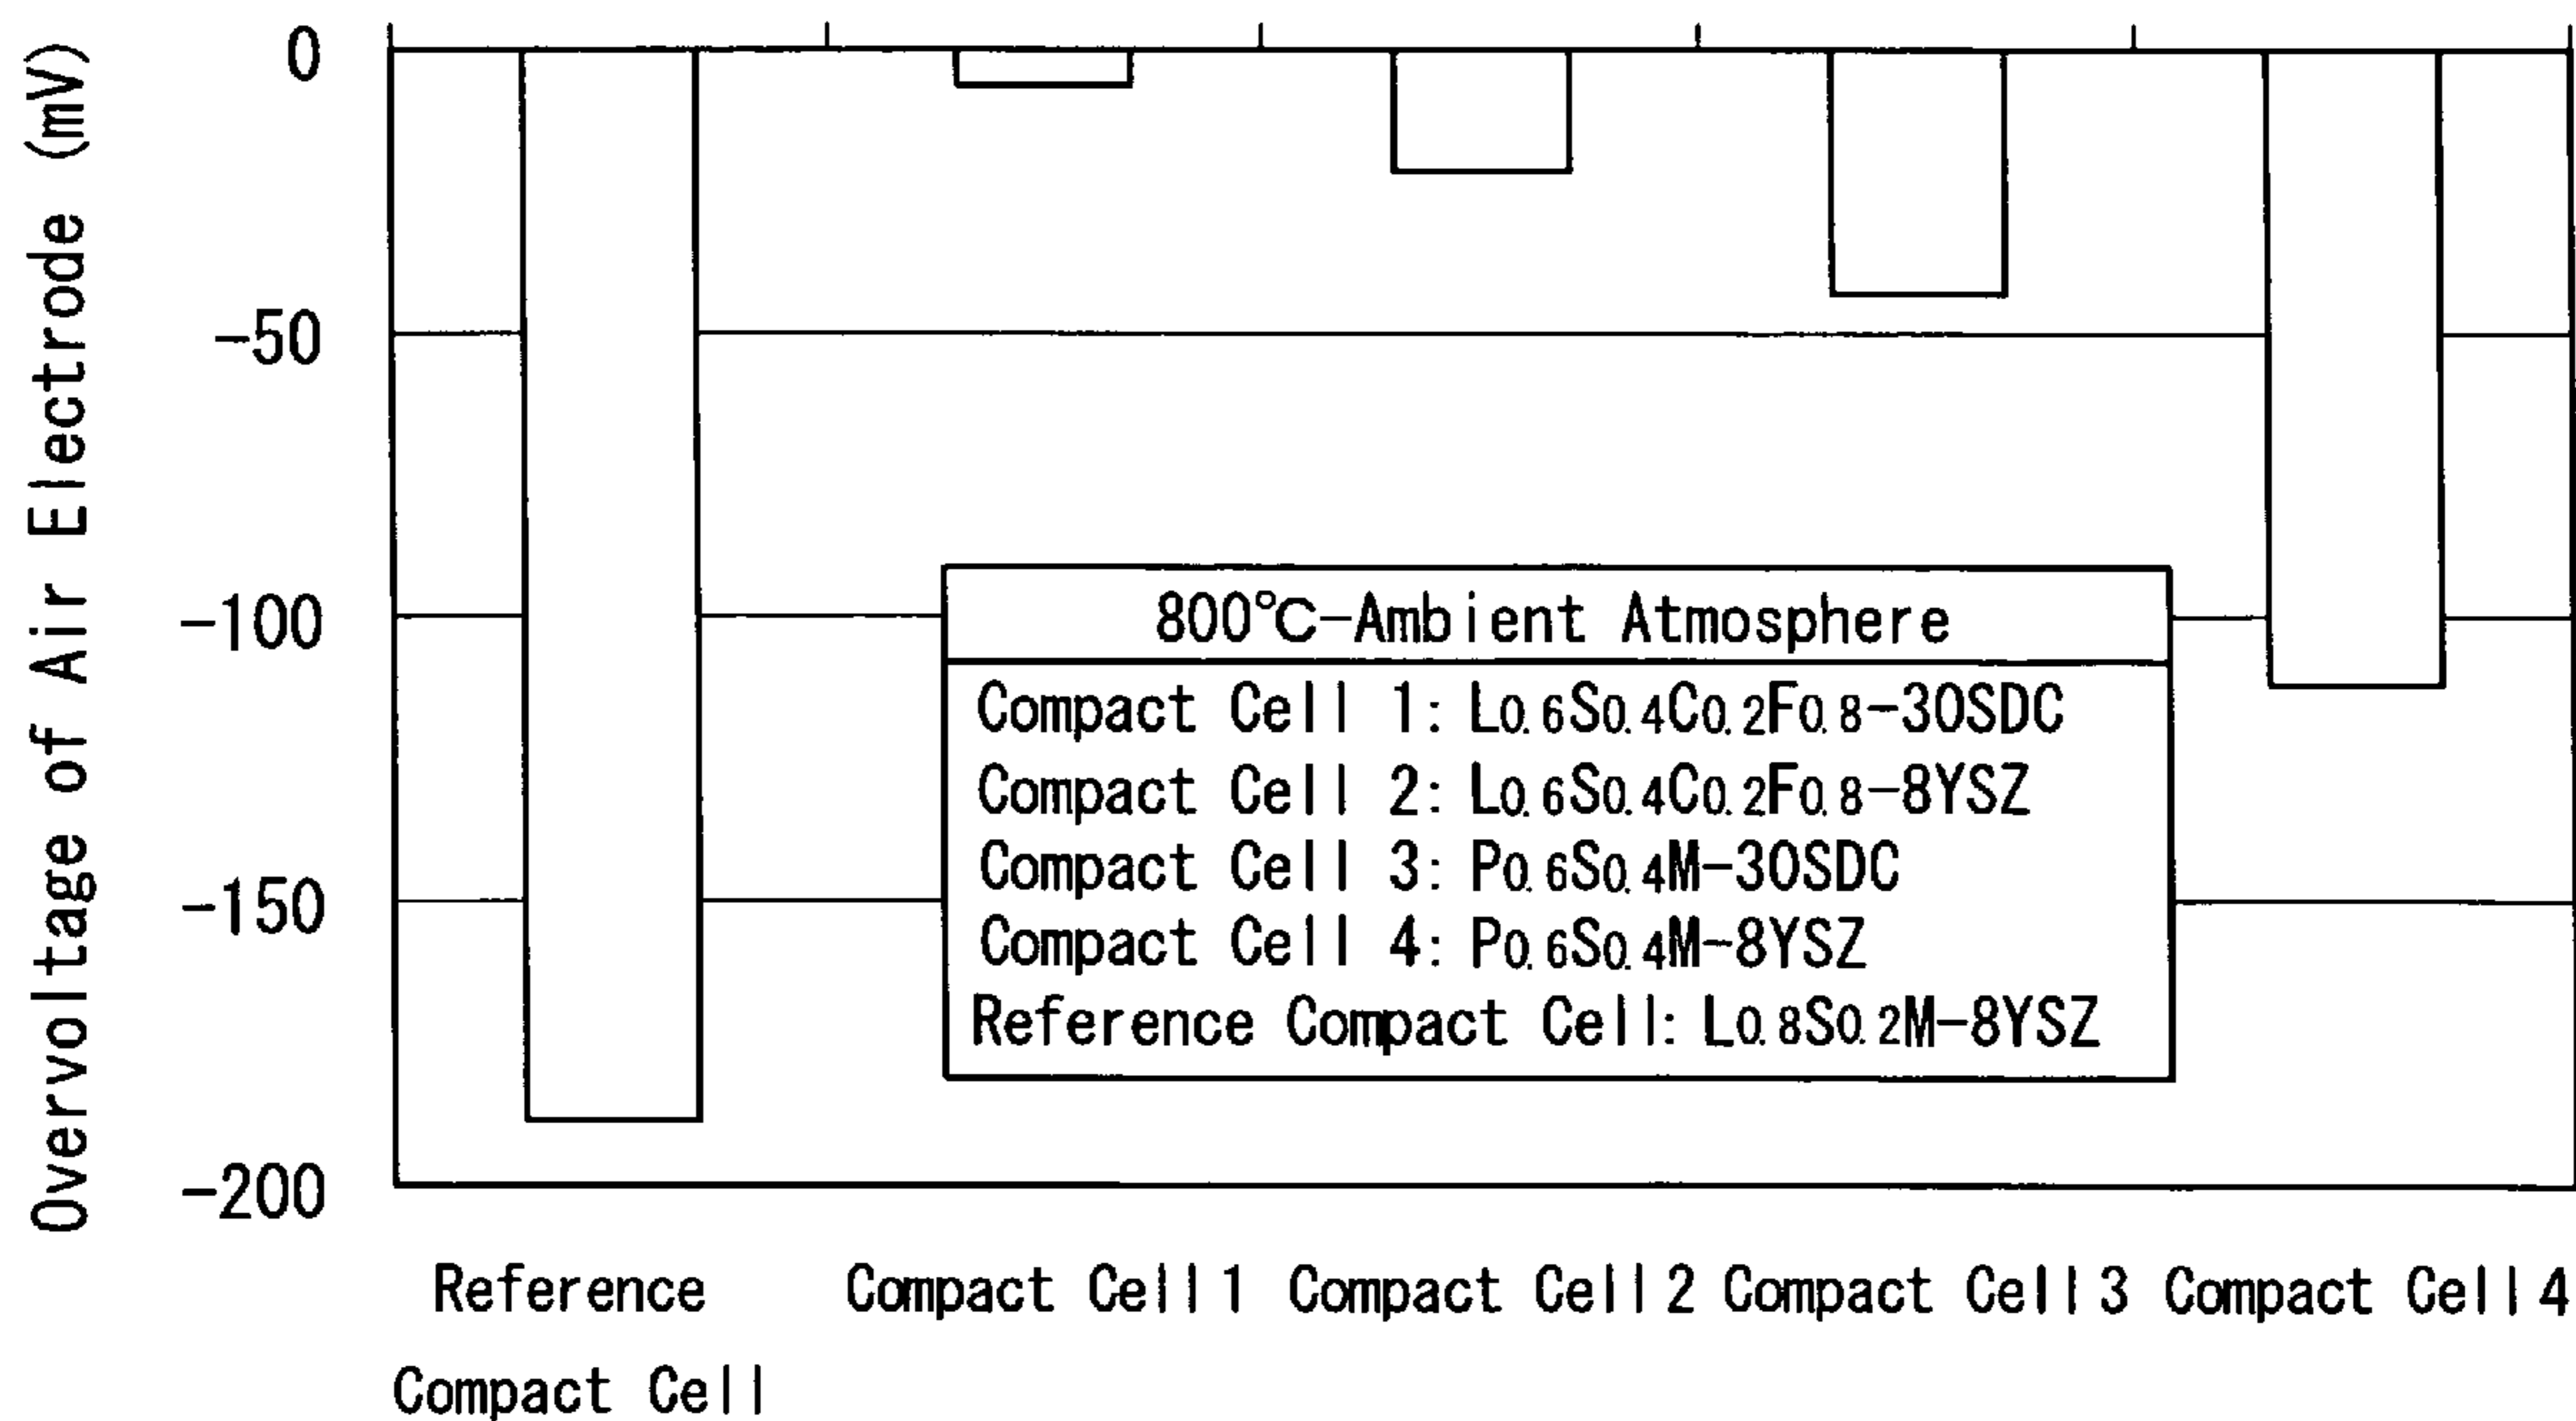 Overvoltage of Air Electrode (mV)
0
-50
-100
-150
-200
800℃-Ambient Atmosphere
Compact Cell 1: L0.6S0.4C0.2F0.8-30SDC
Compact Cell 2: L0.6S0.4C0.2F0.8-8YSZ
Compact Cell 3: P0.6S0.4M-30SDC
Compact Cell 4: P0.6S0.4M-8YSZ
Reference Compact Cell: L0.8S0.2M-8YSZ
Reference Compact Cell 1 Compact Cell 2 Compact Cell 3 Compact Cell 4
Compact Cell